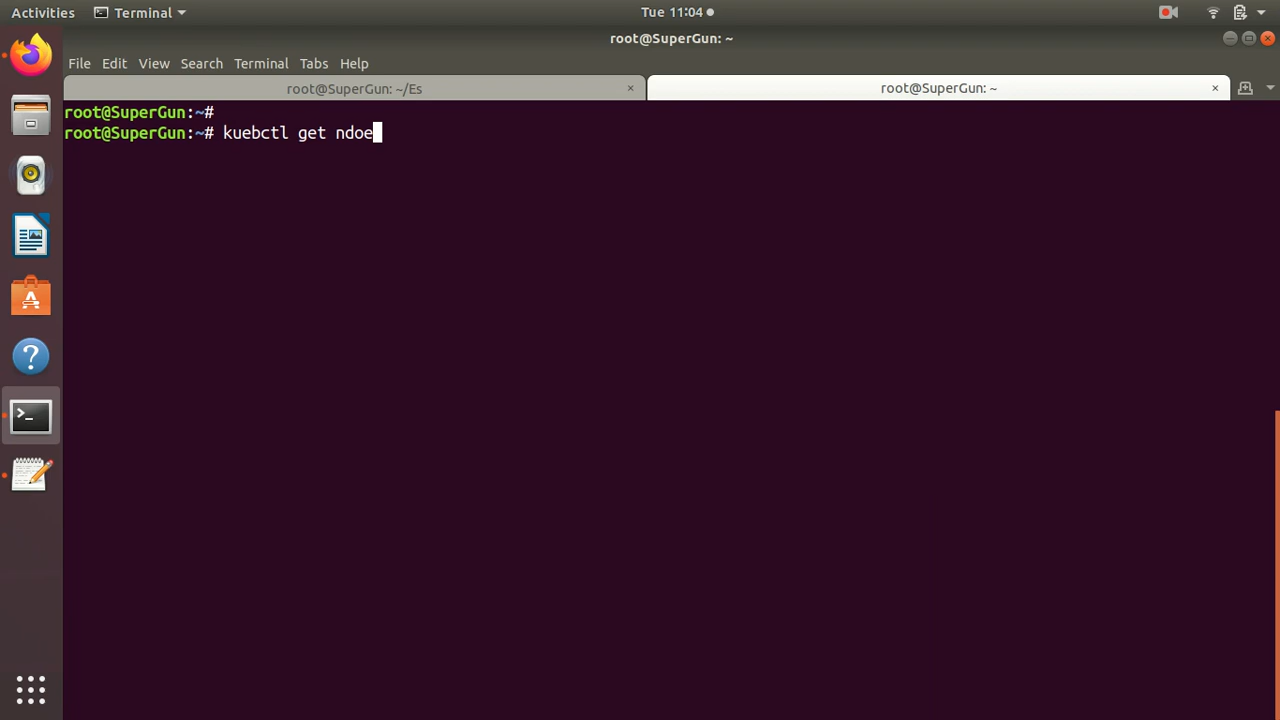 Activities Terminal Tue 11:04
root@SuperGun: ~
File Edit View Search Terminal Tabs Help
root@SuperGun: ~/Es × root@SuperGun: ~ ×
root@SuperGun:~#
root@SuperGun:~# kuebctl get ndoe